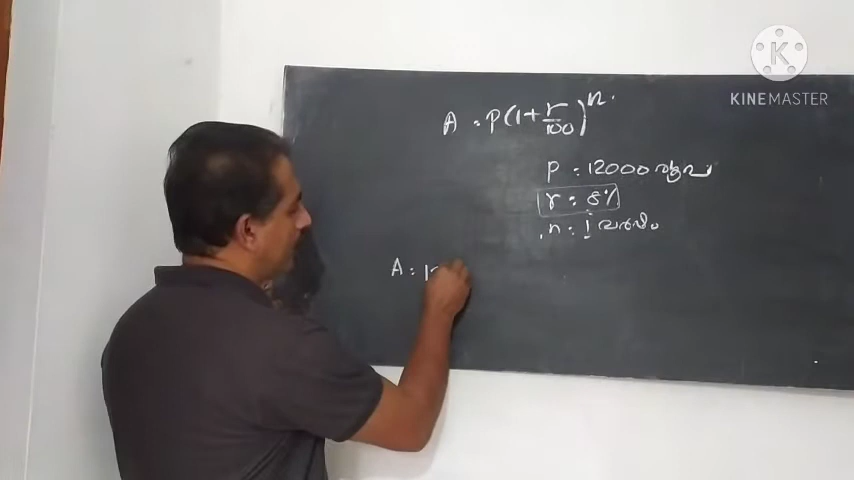 A = P(1+r/100)^n.
P = 12000 രൂപ
r = 8%
n = 1 വർഷം
A = 1
K
KINEMASTER